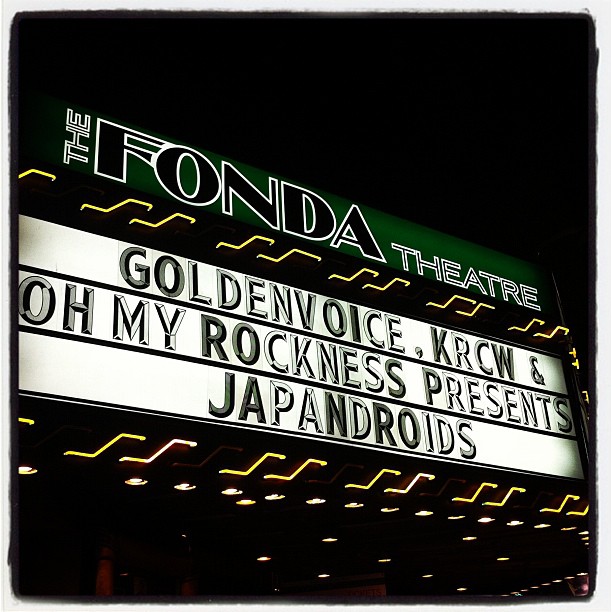 THE FONDA THEATRE
GOLDENVOICE, KRCW &
OH MY ROCKNESS PRESENTS
JAPANDROIDS